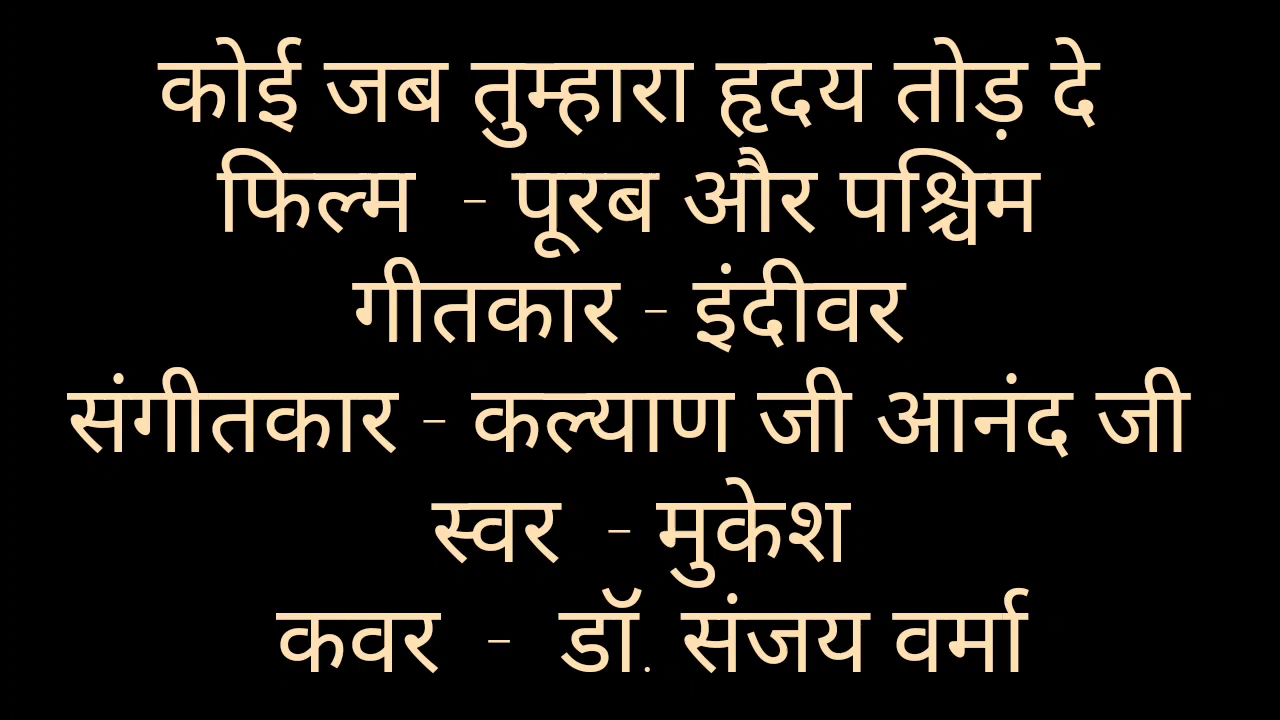 कोई जब तुम्हारा हृदय तोड़ दे
फिल्म - पूरब और पश्चिम
गीतकार - इंदीवर
संगीतकार - कल्याण जी आनंद जी
स्वर - मुकेश
कवर - डॉ. संजय वर्मा